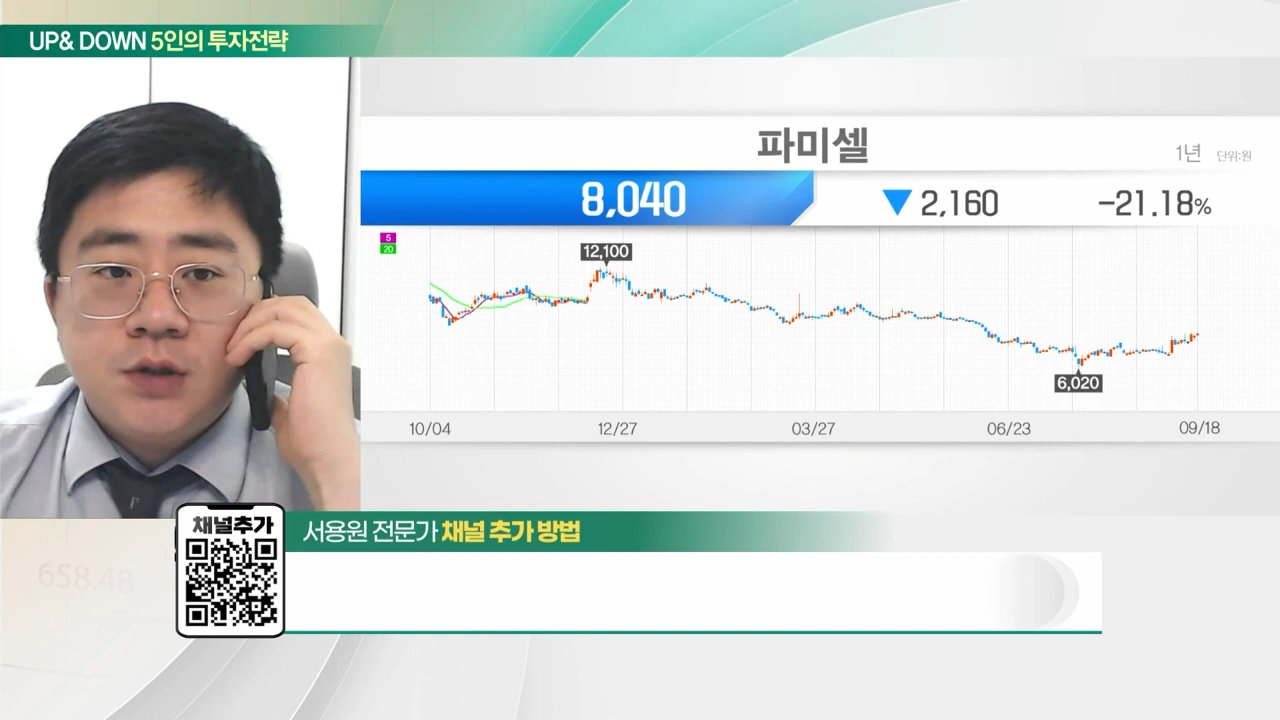 UP& DOWN 5인의 투자전략
파미셀
1년 단위:원
8,040 ▼ 2,160 -21.18%
5
20
12,100
6,020
10/04 12/27 03/27 06/23 09/18
채널추가
서용원 전문가 채널 추가 방법
658.48